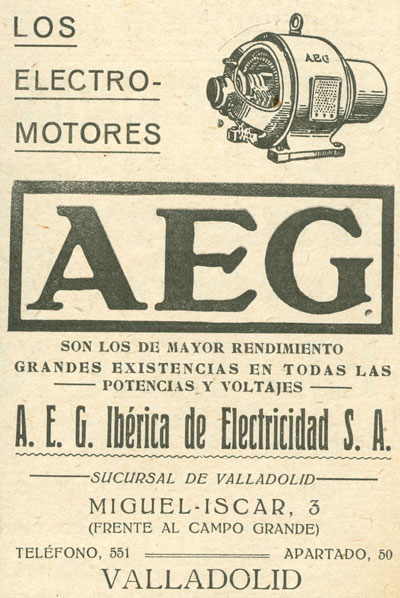 LOS
ELECTRO-
MOTORES
AEG
AEG
SON LOS DE MAYOR RENDIMIENTO
GRANDES EXISTENCIAS EN TODAS LAS
POTENCIAS Y VOLTAJES
A. E. G. Ibérica de Electricidad S. A.
SUCURSAL DE VALLADOLID
MIGUEL-ISCAR, 3
(FRENTE AL CAMPO GRANDE)
TELÉFONO, 551 APARTADO, 50
VALLADOLID